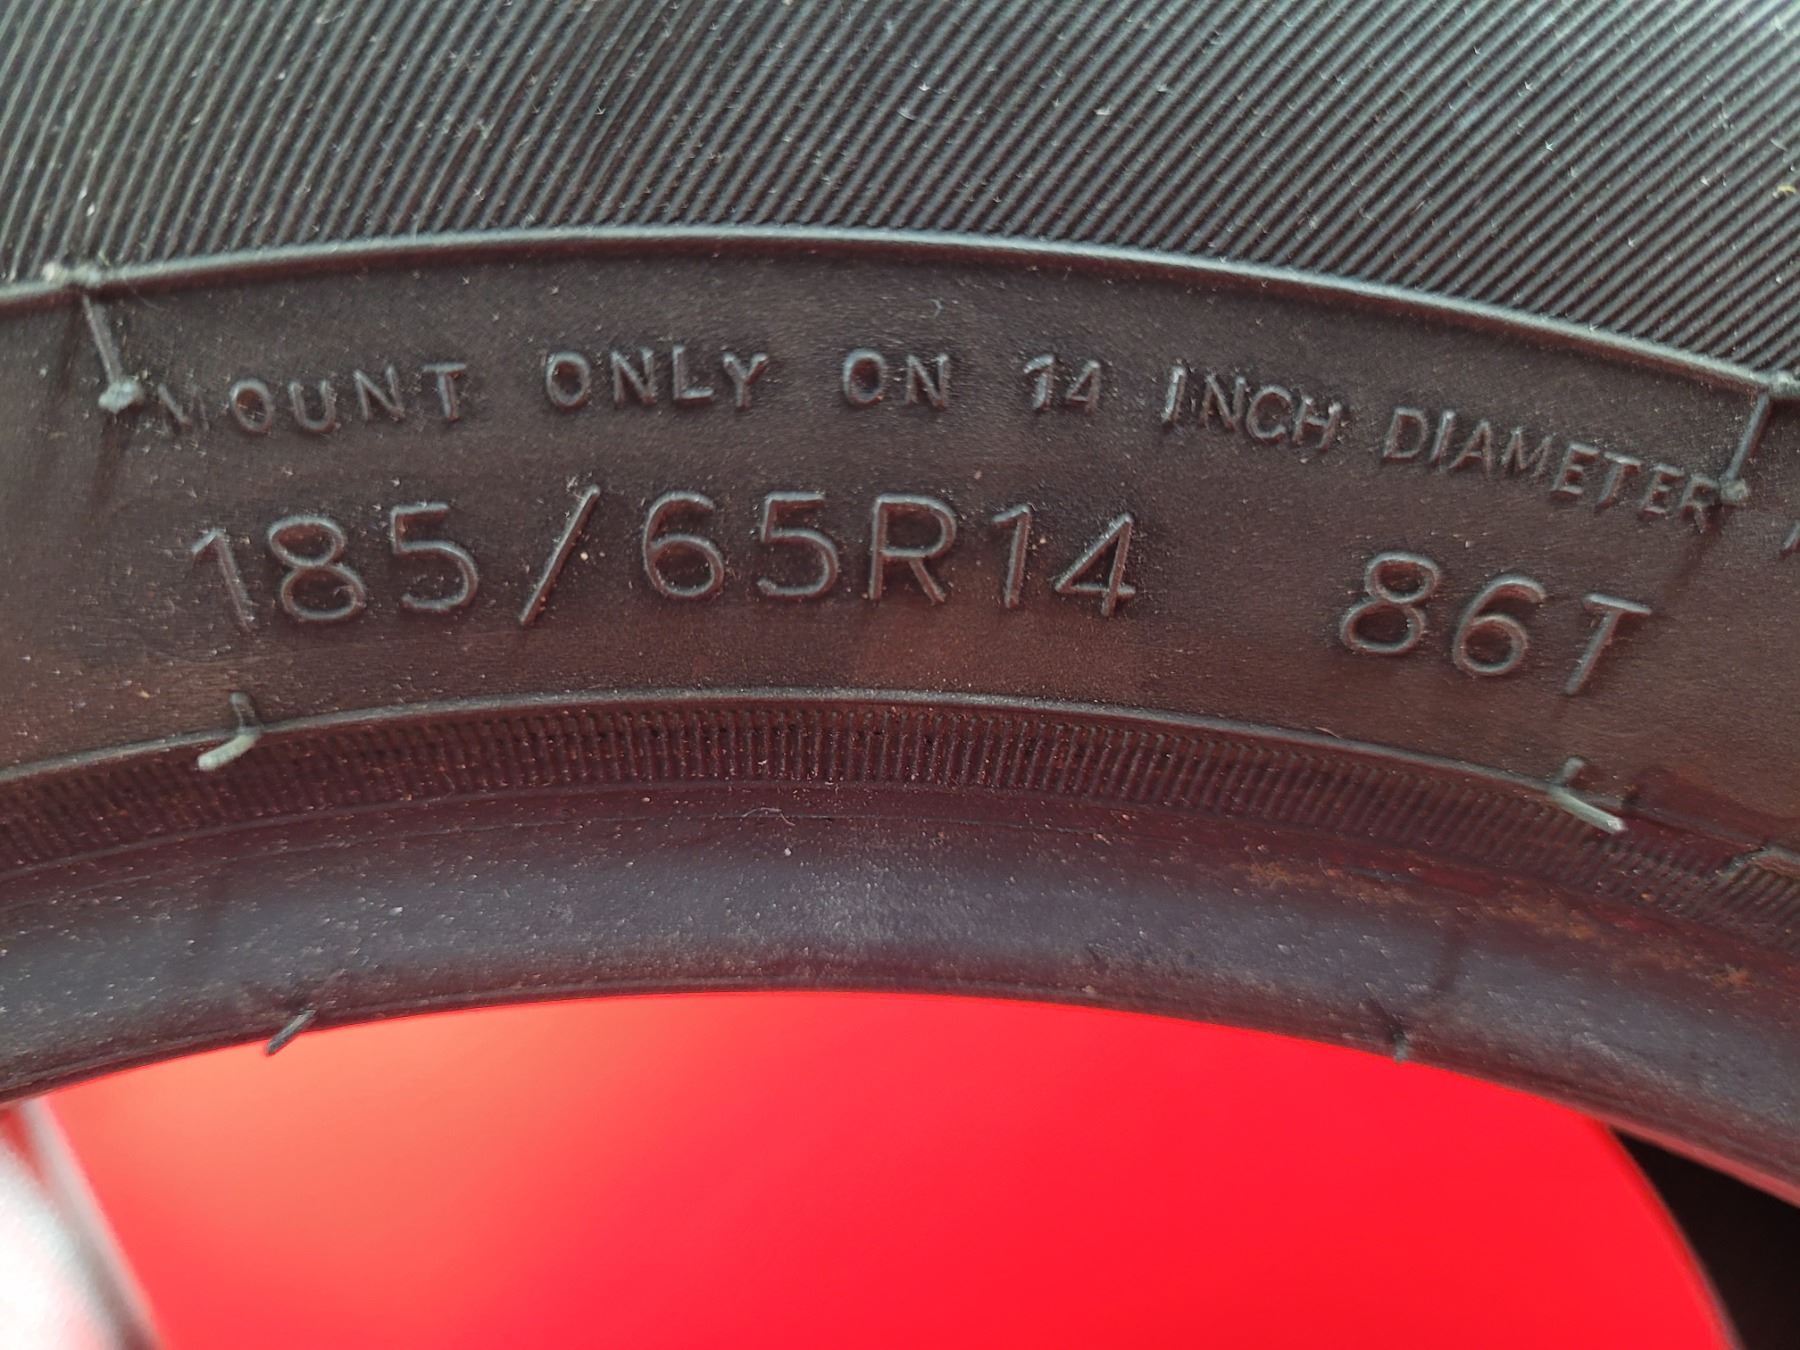 MOUNT ONLY ON 14 INCH DIAMETER
185/65R14 86T